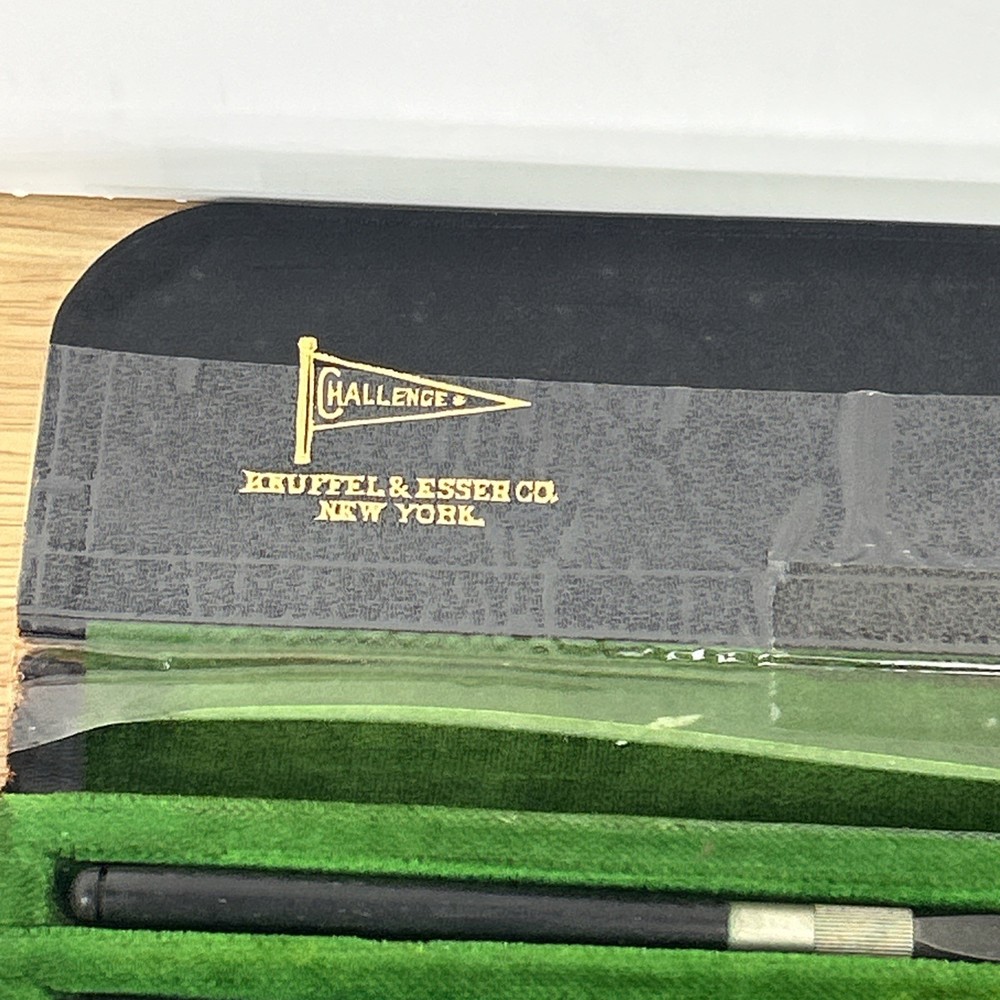 CHALLENGE
KEUFFEL & ESSER CO.
NEW YORK.